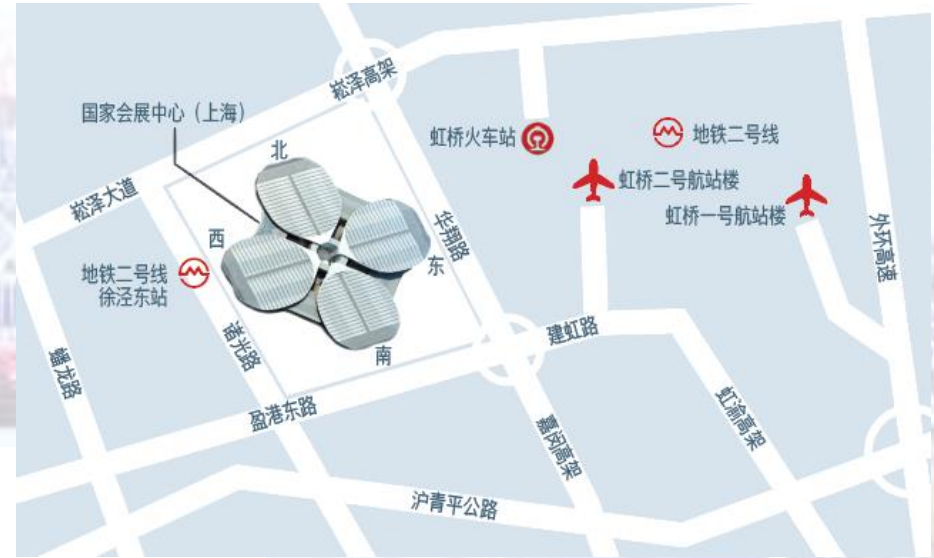 崧泽高架
国家会展中心（上海）
北
虹桥火车站
地铁二号线
虹桥二号航站楼
虹桥一号航站楼
崧泽大道
华翔路
外环高速
西
东
地铁二号线
徐泾东站
诸光路
建虹路
南
蟠龙路
盈港东路
嘉闵高架
虹渝高架
沪青平公路